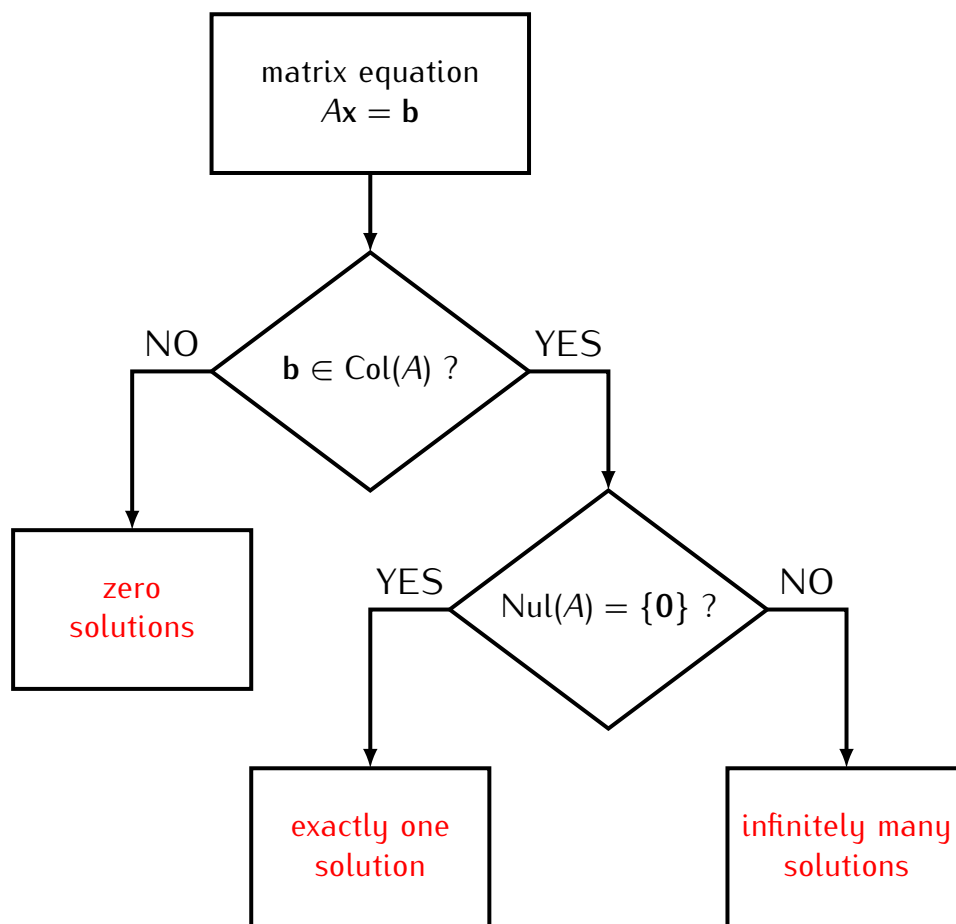 matrix equation
Ax = b
NO
YES
b ∈ Col(A) ?
zero
solutions
YES
NO
Nul(A) = {0} ?
exactly one
solution
infinitely many
solutions